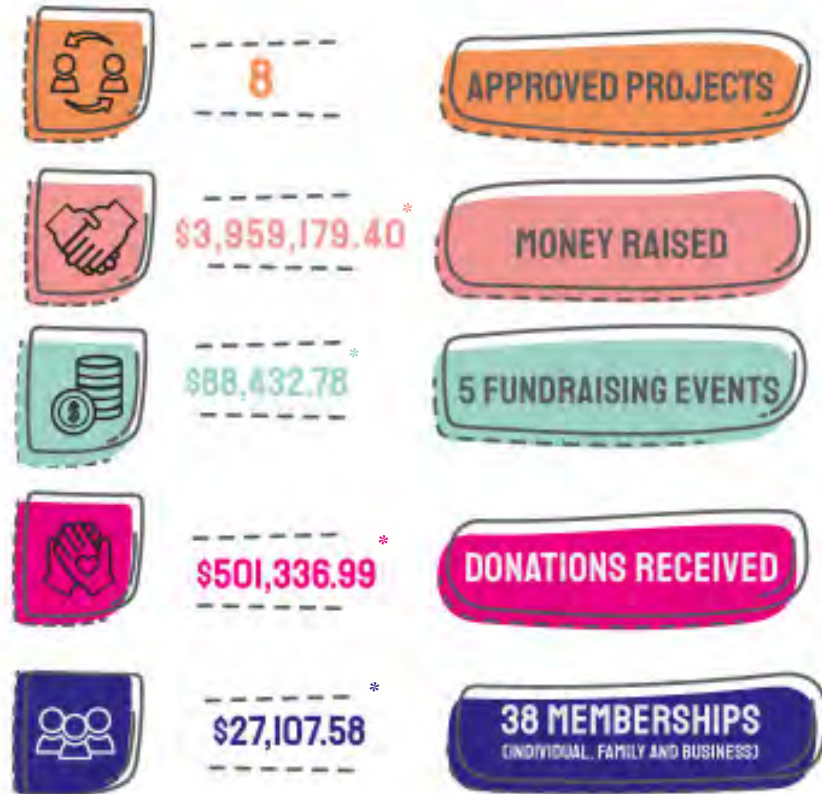 8
APPROVED PROJECTS
$3,959,179.40*
MONEY RAISED
$88,432.78*
5 FUNDRAISING EVENTS
$501,336.99*
DONATIONS RECEIVED
$27,107.58*
38 MEMBERSHIPS
(INDIVIDUAL, FAMILY AND BUSINESS)